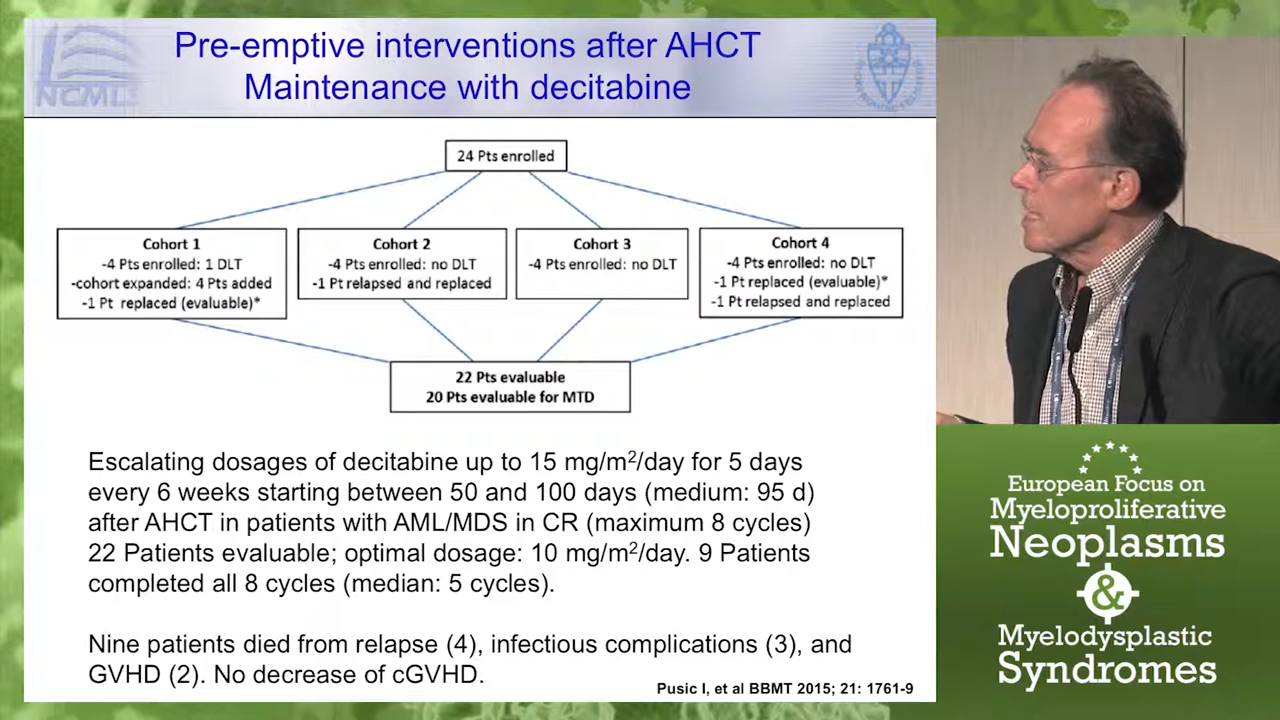 Pre-emptive interventions after AHCT
Maintenance with decitabine
NCMLS
24 Pts enrolled
Cohort 1
-4 Pts enrolled: 1 DLT
-cohort expanded: 4 Pts added
-1 Pt replaced (evaluable)*
Cohort 2
-4 Pts enrolled: no DLT
-1 Pt relapsed and replaced
Cohort 3
-4 Pts enrolled: no DLT
Cohort 4
-4 Pts enrolled: no DLT
-1 Pt replaced (evaluable)*
-1 Pt relapsed and replaced
22 Pts evaluable
20 Pts evaluable for MTD
Escalating dosages of decitabine up to 15 mg/m²/day for 5 days
every 6 weeks starting between 50 and 100 days (medium: 95 d)
after AHCT in patients with AML/MDS in CR (maximum 8 cycles)
22 Patients evaluable; optimal dosage: 10 mg/m²/day. 9 Patients
completed all 8 cycles (median: 5 cycles).
Nine patients died from relapse (4), infectious complications (3), and
GVHD (2). No decrease of cGVHD.
Pusic I, et al BBMT 2015; 21: 1761-9
European Focus on
Myeloproliferative
Neoplasms
&
Myelodysplastic
Syndromes